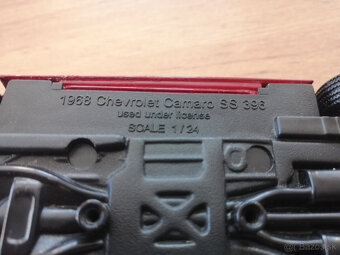 1968 Chevrolet Camaro SS 396
used under license
SCALE 1/24